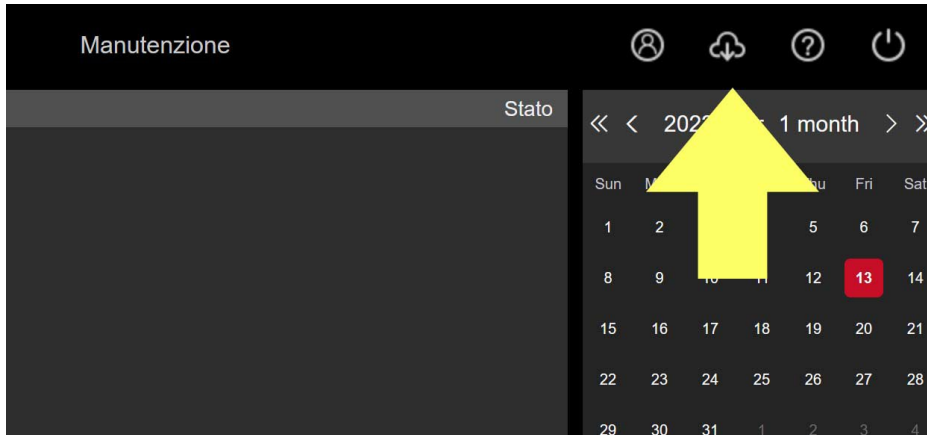 Manutenzione
Stato
« < 1 month > »
Sun Fri Sat
1 2 5 6 7
8 9 12 13 14
15 16 17 18 19 20 21
22 23 24 25 26 27 28
29 30 31 1 2 3 4